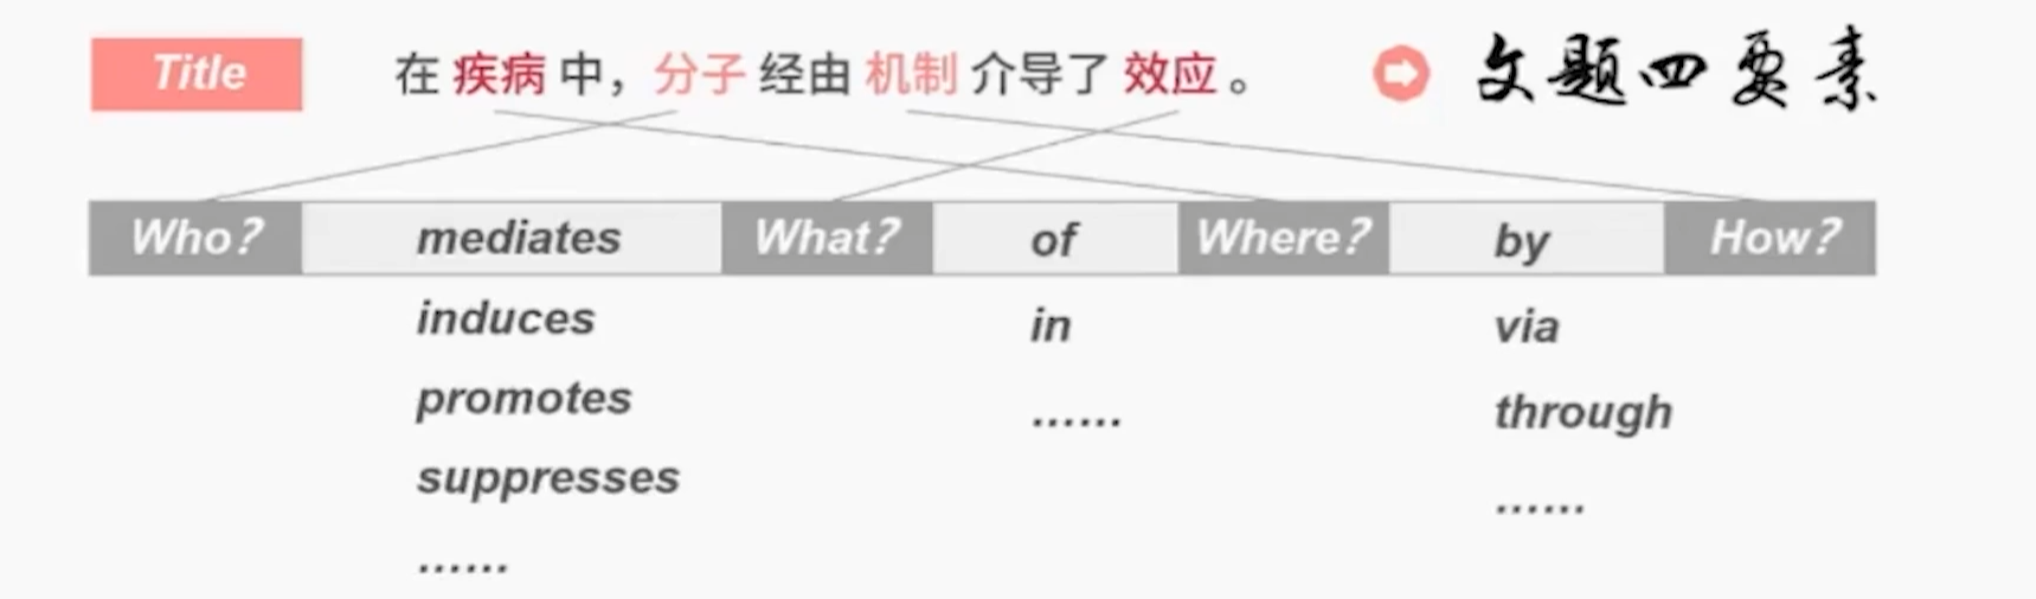 Title 在 疾病 中，分子 经由 机制 介导了 效应 。 文题四要素
Who? mediates What? of Where? by How?
induces in via
promotes …… through
suppresses ……
……